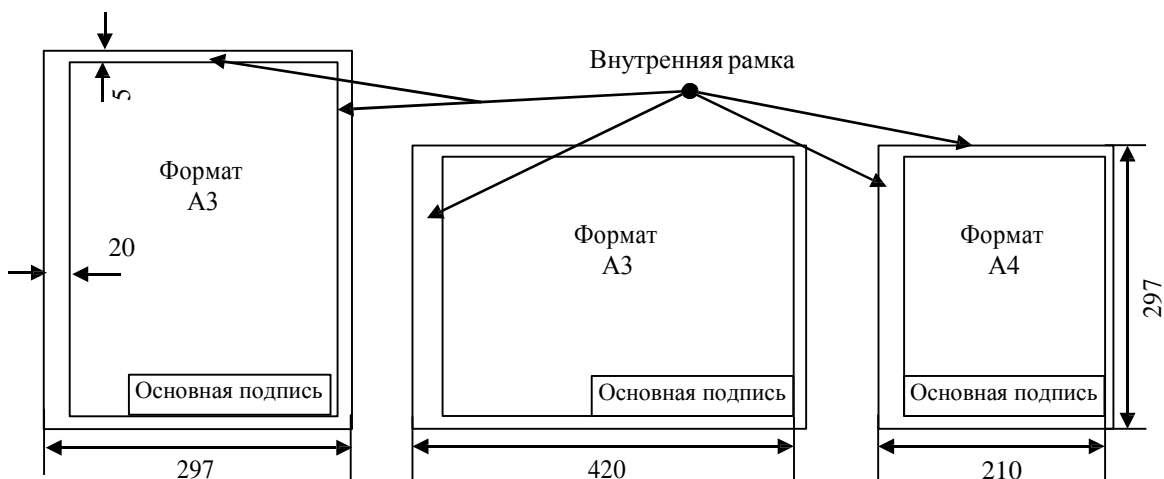 Внутренняя рамка
5
Формат
А3
20
Основная подпись
297
Формат
А3
Основная подпись
420
Формат
А4
297
Основная подпись
210